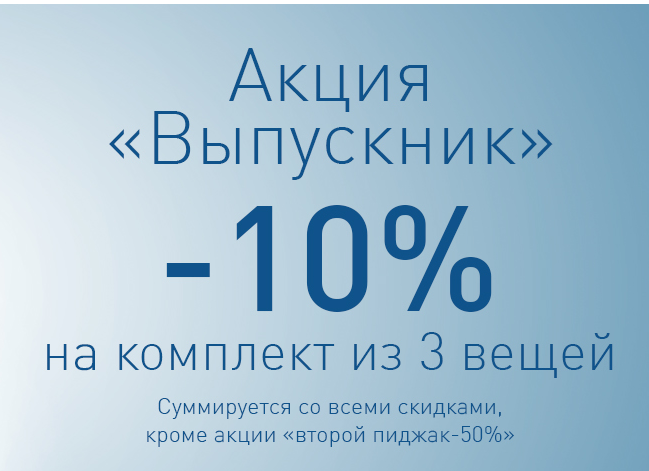 Акция
«Выпускник»
-10%
на комплект из 3 вещей
Суммируется со всеми скидками,
кроме акции «второй пиджак-50%»